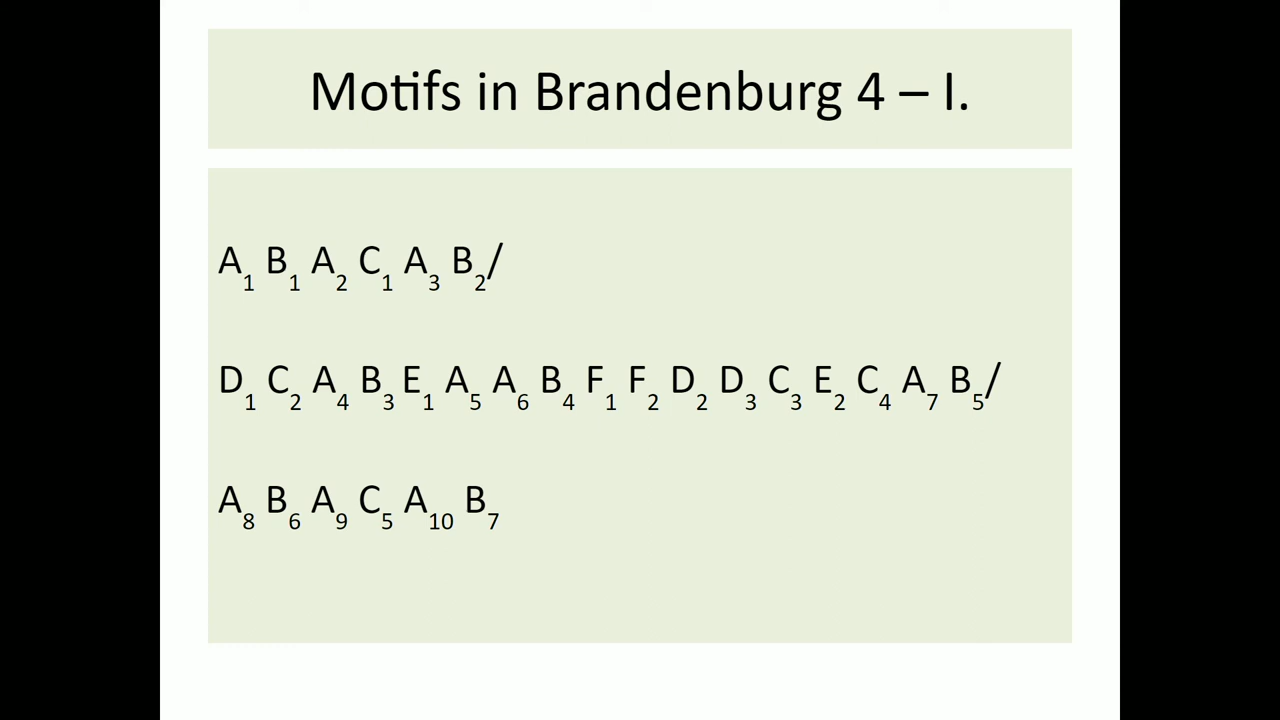 Motifs in Brandenburg 4 – I.
A₁ B₁ A₂ C₁ A₃ B₂/
D₁ C₂ A₄ B₃ E₁ A₅ A₆ B₄ F₁ F₂ D₂ D₃ C₃ E₂ C₄ A₇ B₅/
A₈ B₆ A₉ C₅ A₁₀ B₇